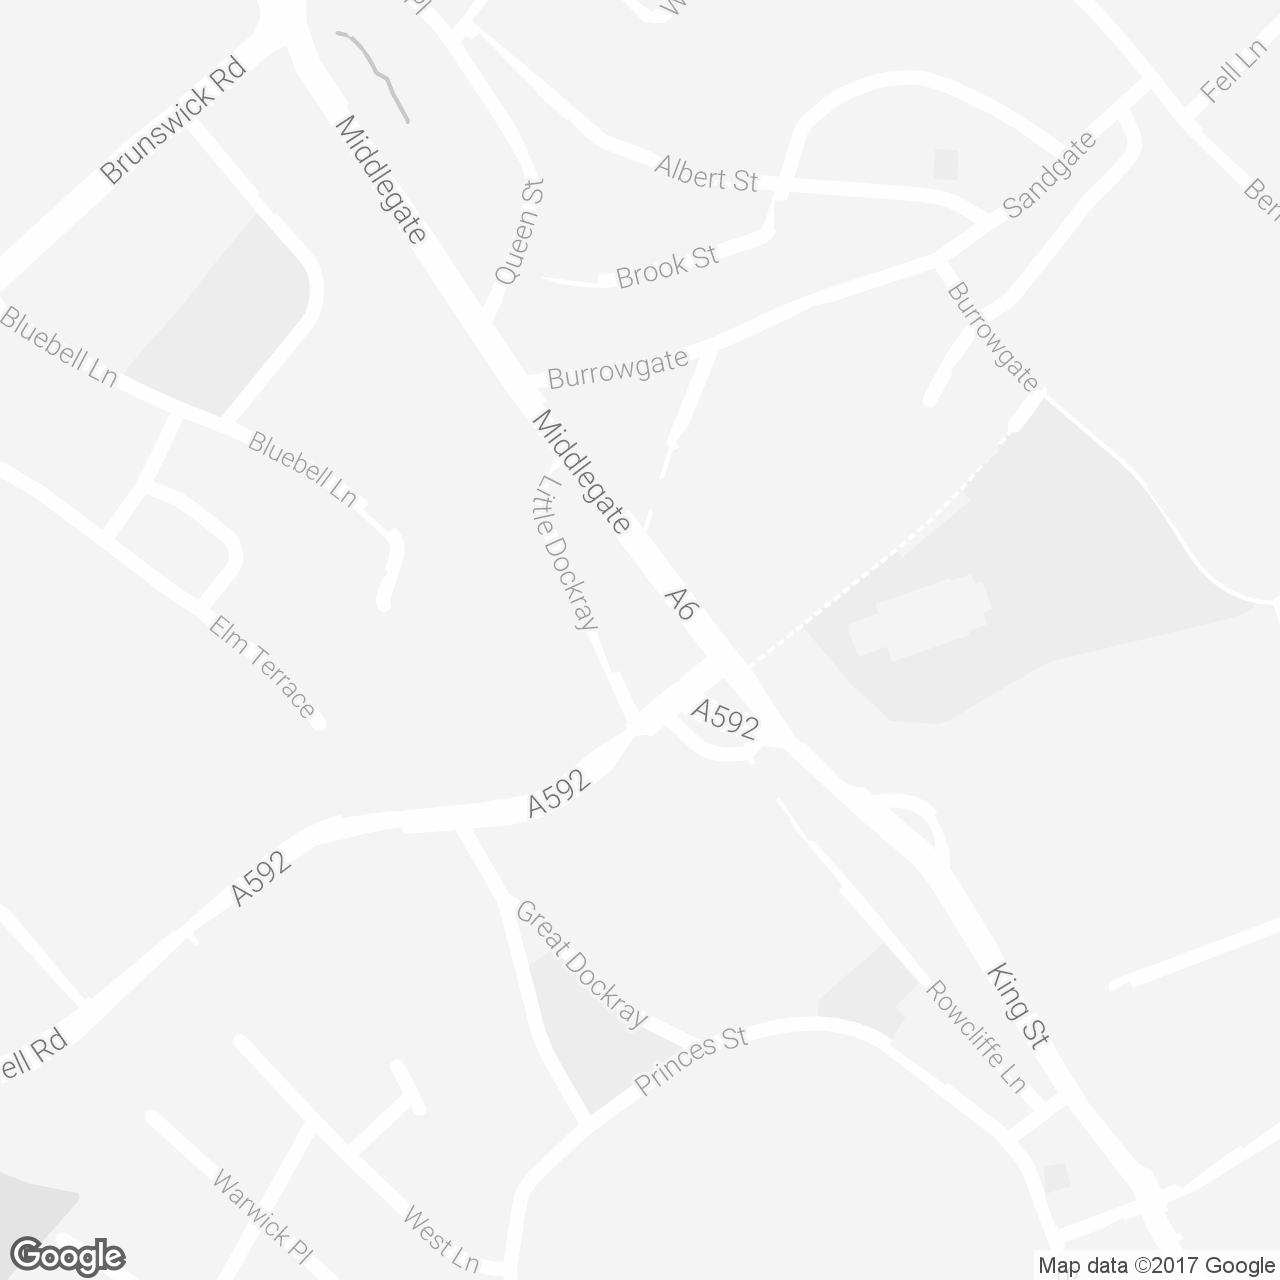 Pl
W
Fell Ln
Brunswick Rd
Middlegate
Albert St
Sandgate
Ber
Queen St
Brook St
Bluebell Ln
Burrowgate
Burrowgate
Middlegate
Bluebell Ln
Little Dockray
A6
Elm Terrace
A592
A592
A592
Great Dockray
King St
Rowcliffe Ln
ell Rd
Princes St
Warwick Pl
West Ln
Google
Map data ©2017 Google